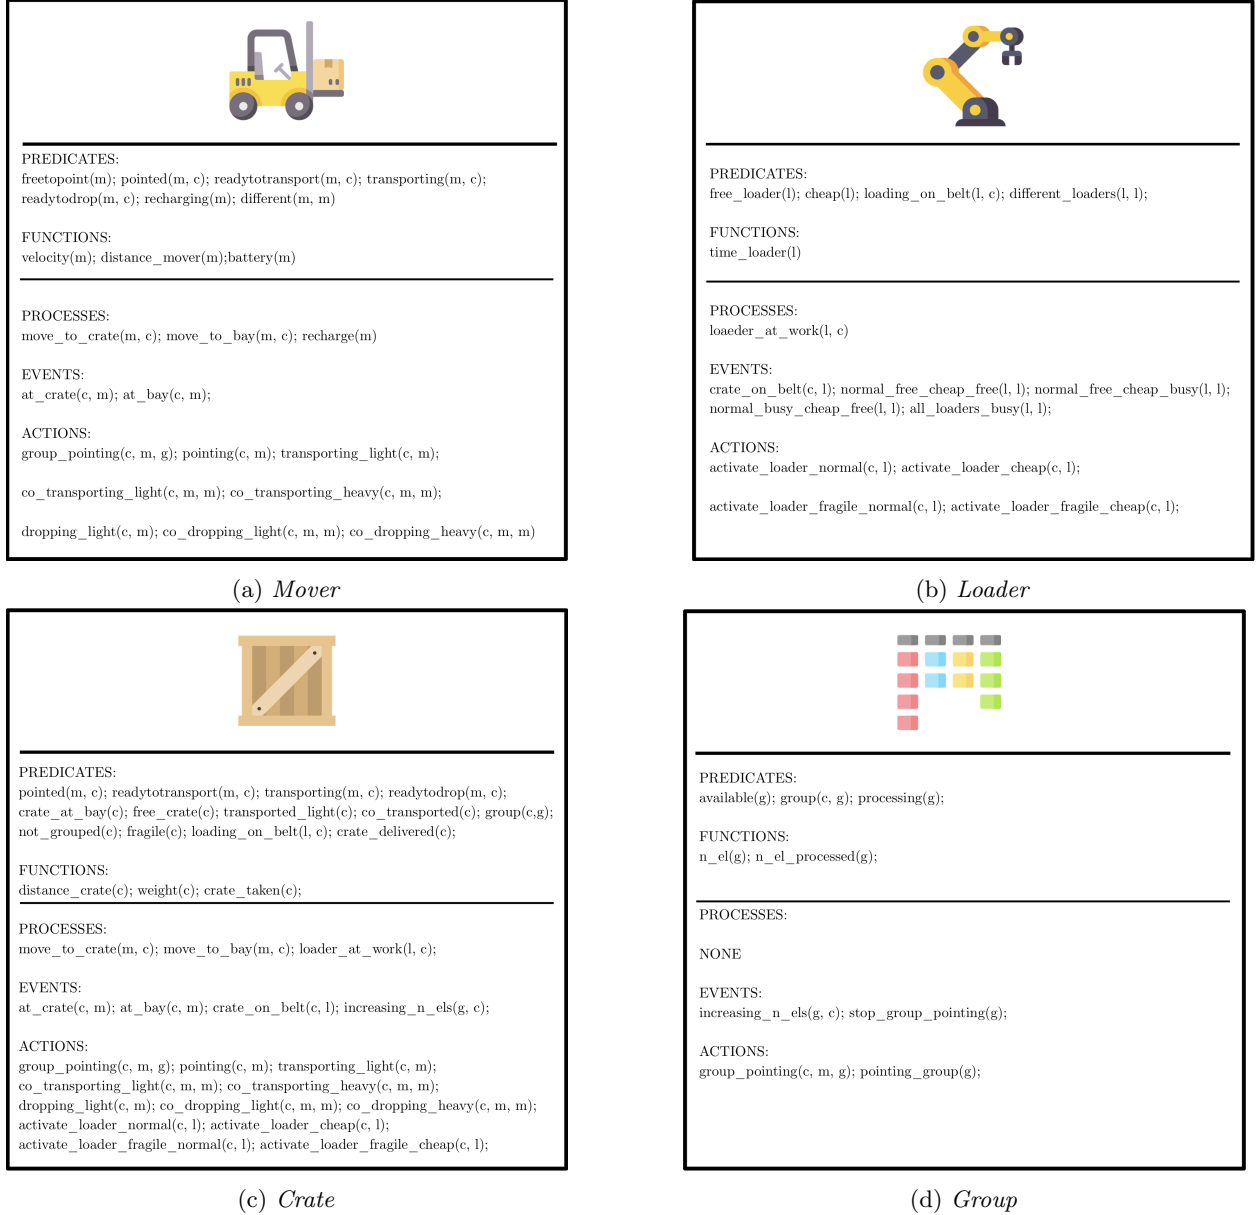 PREDICATES:
freetopoint(m); pointed(m, c); readytotransport(m, c); transporting(m, c);
readytodrop(m, c); recharging(m); different(m, m)
FUNCTIONS:
velocity(m); distance_mover(m);battery(m)
PROCESSES:
move_to_crate(m, c); move_to_bay(m, c); recharge(m)
EVENTS:
at_crate(c, m); at_bay(c, m);
ACTIONS:
group_pointing(c, m, g); pointing(c, m); transporting_light(c, m);
co_transporting_light(c, m, m); co_transporting_heavy(c, m, m);
dropping_light(c, m); co_dropping_light(c, m, m); co_dropping_heavy(c, m, m)
(a) Mover
PREDICATES:
free_loader(l); cheap(l); loading_on_belt(l, c); different_loaders(l, l);
FUNCTIONS:
time_loader(l)
PROCESSES:
loaeder_at_work(l, c)
EVENTS:
crate_on_belt(c, l); normal_free_cheap_free(l, l); normal_free_cheap_busy(l, l);
normal_busy_cheap_free(l, l); all_loaders_busy(l, l);
ACTIONS:
activate_loader_normal(c, l); activate_loader_cheap(c, l);
activate_loader_fragile_normal(c, l); activate_loader_fragile_cheap(c, l);
(b) Loader
PREDICATES:
pointed(m, c); readytotransport(m, c); transporting(m, c); readytodrop(m, c);
crate_at_bay(c); free_crate(c); transported_light(c); co_transported(c); group(c,g);
not_grouped(c); fragile(c); loading_on_belt(l, c); crate_delivered(c);
FUNCTIONS:
distance_crate(c); weight(c); crate_taken(c);
PROCESSES:
move_to_crate(m, c); move_to_bay(m, c); loader_at_work(l, c);
EVENTS:
at_crate(c, m); at_bay(c, m); crate_on_belt(c, l); increasing_n_els(g, c);
ACTIONS:
group_pointing(c, m, g); pointing(c, m); transporting_light(c, m);
co_transporting_light(c, m, m); co_transporting_heavy(c, m, m);
dropping_light(c, m); co_dropping_light(c, m, m); co_dropping_heavy(c, m, m);
activate_loader_normal(c, l); activate_loader_cheap(c, l);
activate_loader_fragile_normal(c, l); activate_loader_fragile_cheap(c, l);
(c) Crate
PREDICATES:
available(g); group(c, g); processing(g);
FUNCTIONS:
n_el(g); n_el_processed(g);
PROCESSES:
NONE
EVENTS:
increasing_n_els(g, c); stop_group_pointing(g);
ACTIONS:
group_pointing(c, m, g); pointing_group(g);
(d) Group